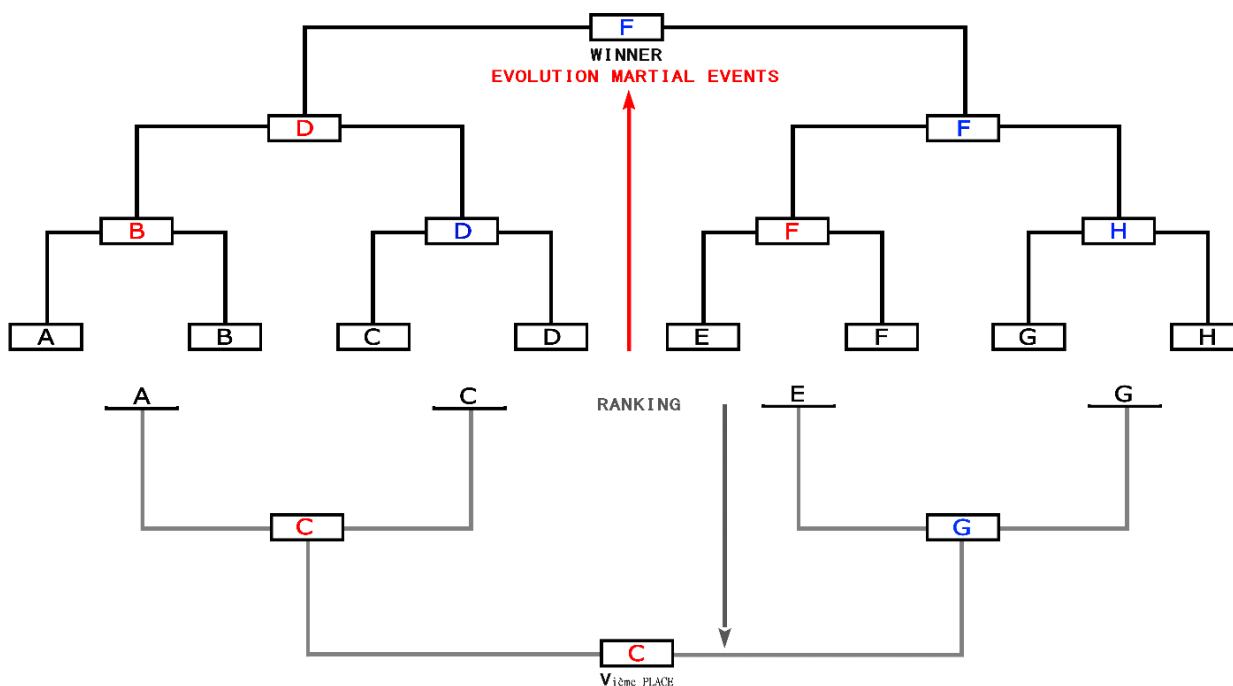 F
WINNER
EVOLUTION MARTIAL EVENTS
D F
B D F H
A B C D E F G H
A C RANKING E G
C G
C
Vième PLACE